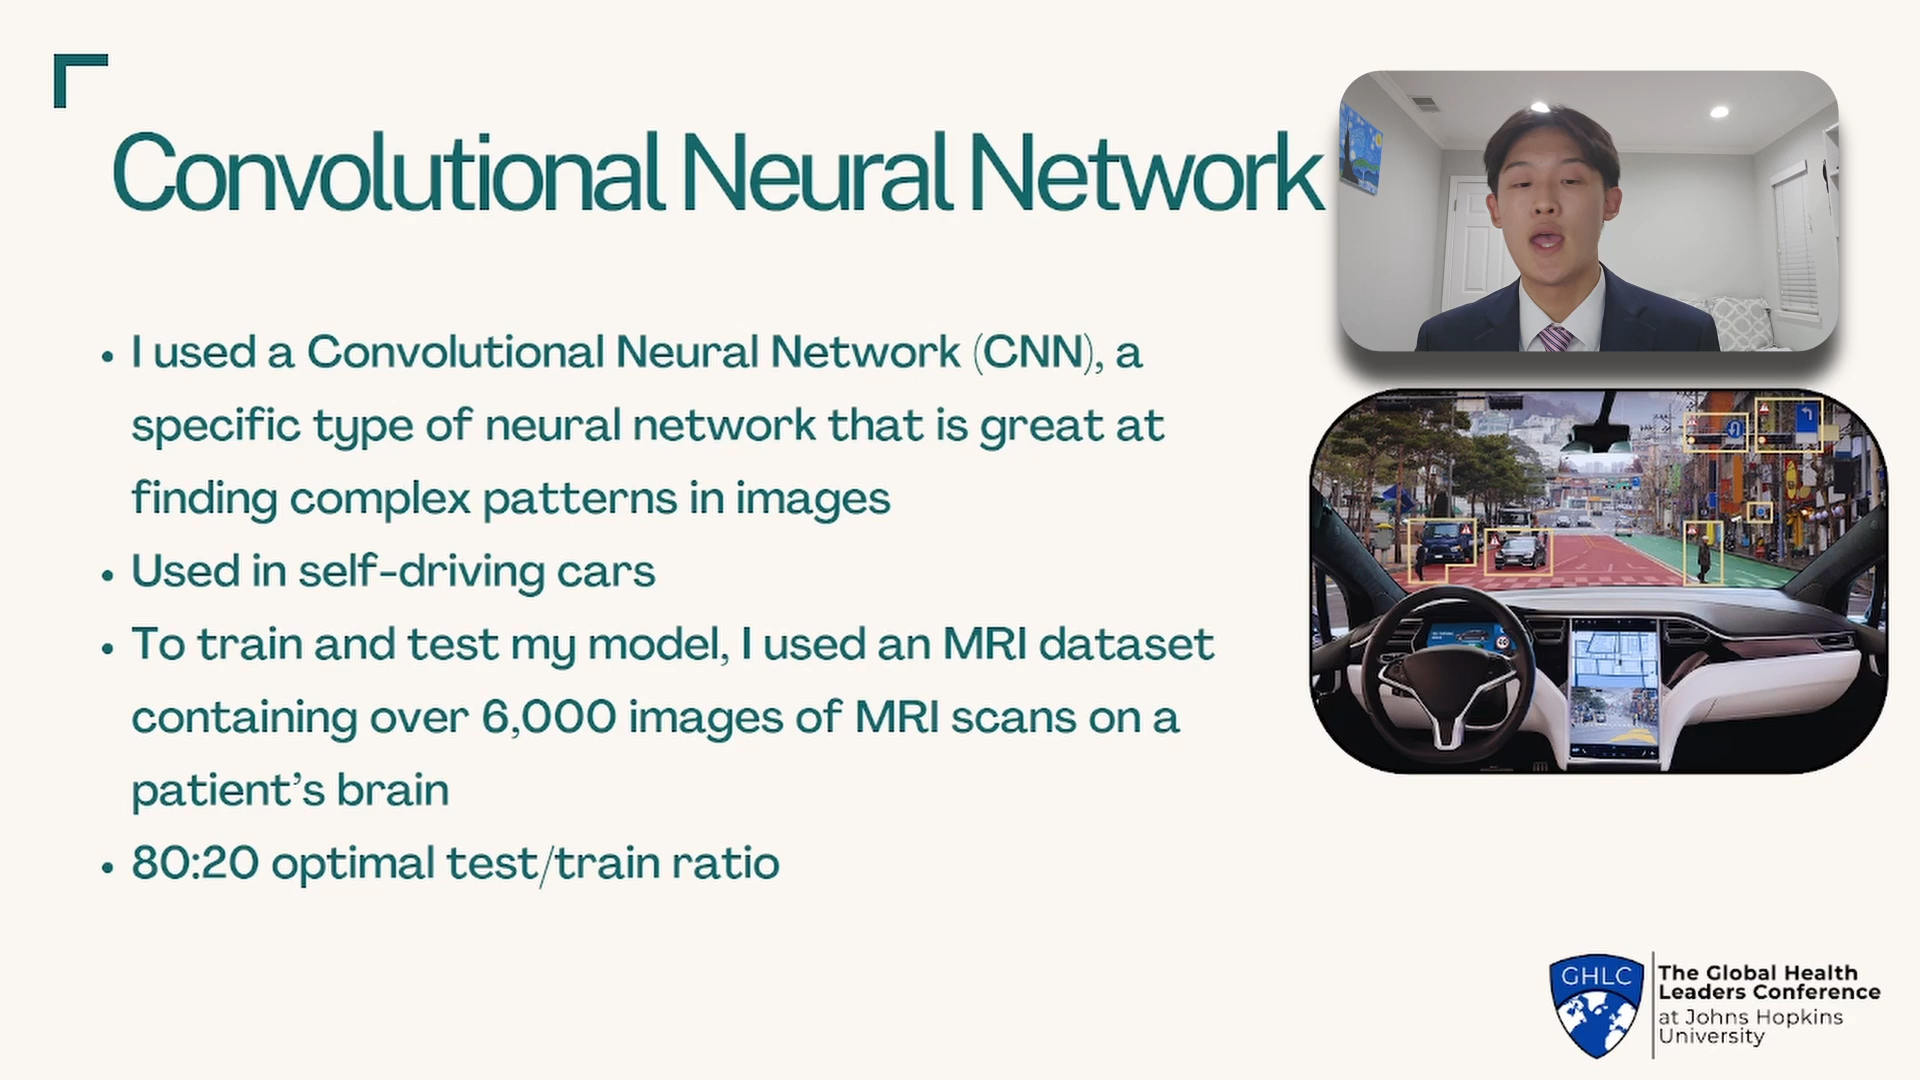 Convolutional Neural Network
• I used a Convolutional Neural Network (CNN), a
specific type of neural network that is great at
finding complex patterns in images
• Used in self-driving cars
• To train and test my model, I used an MRI dataset
containing over 6,000 images of MRI scans on a
patient’s brain
• 80:20 optimal test/train ratio
GHLC
The Global Health
Leaders Conference
at Johns Hopkins
University